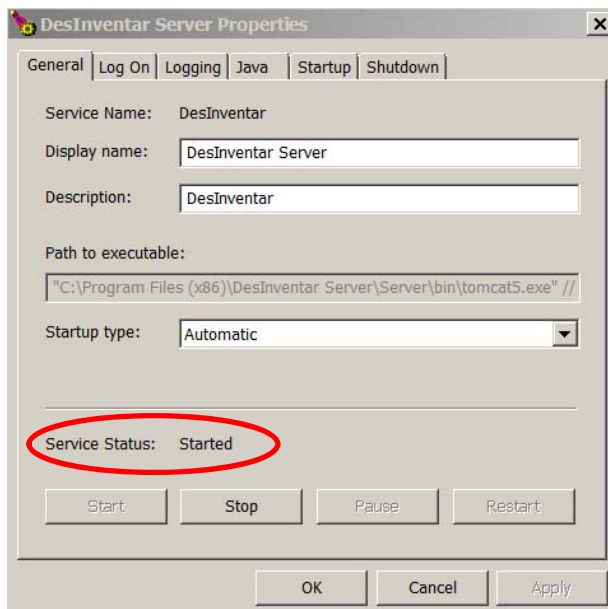 DesInventar Server Properties
General Log On Logging Java Startup Shutdown
Service Name: DesInventar
Display name: DesInventar Server
Description: DesInventar
Path to executable:
"C:\Program Files (x86)\DesInventar Server\Server\bin\tomcat5.exe" //
Startup type: Automatic
Service Status: Started
Start Stop Pause Restart
OK Cancel Apply